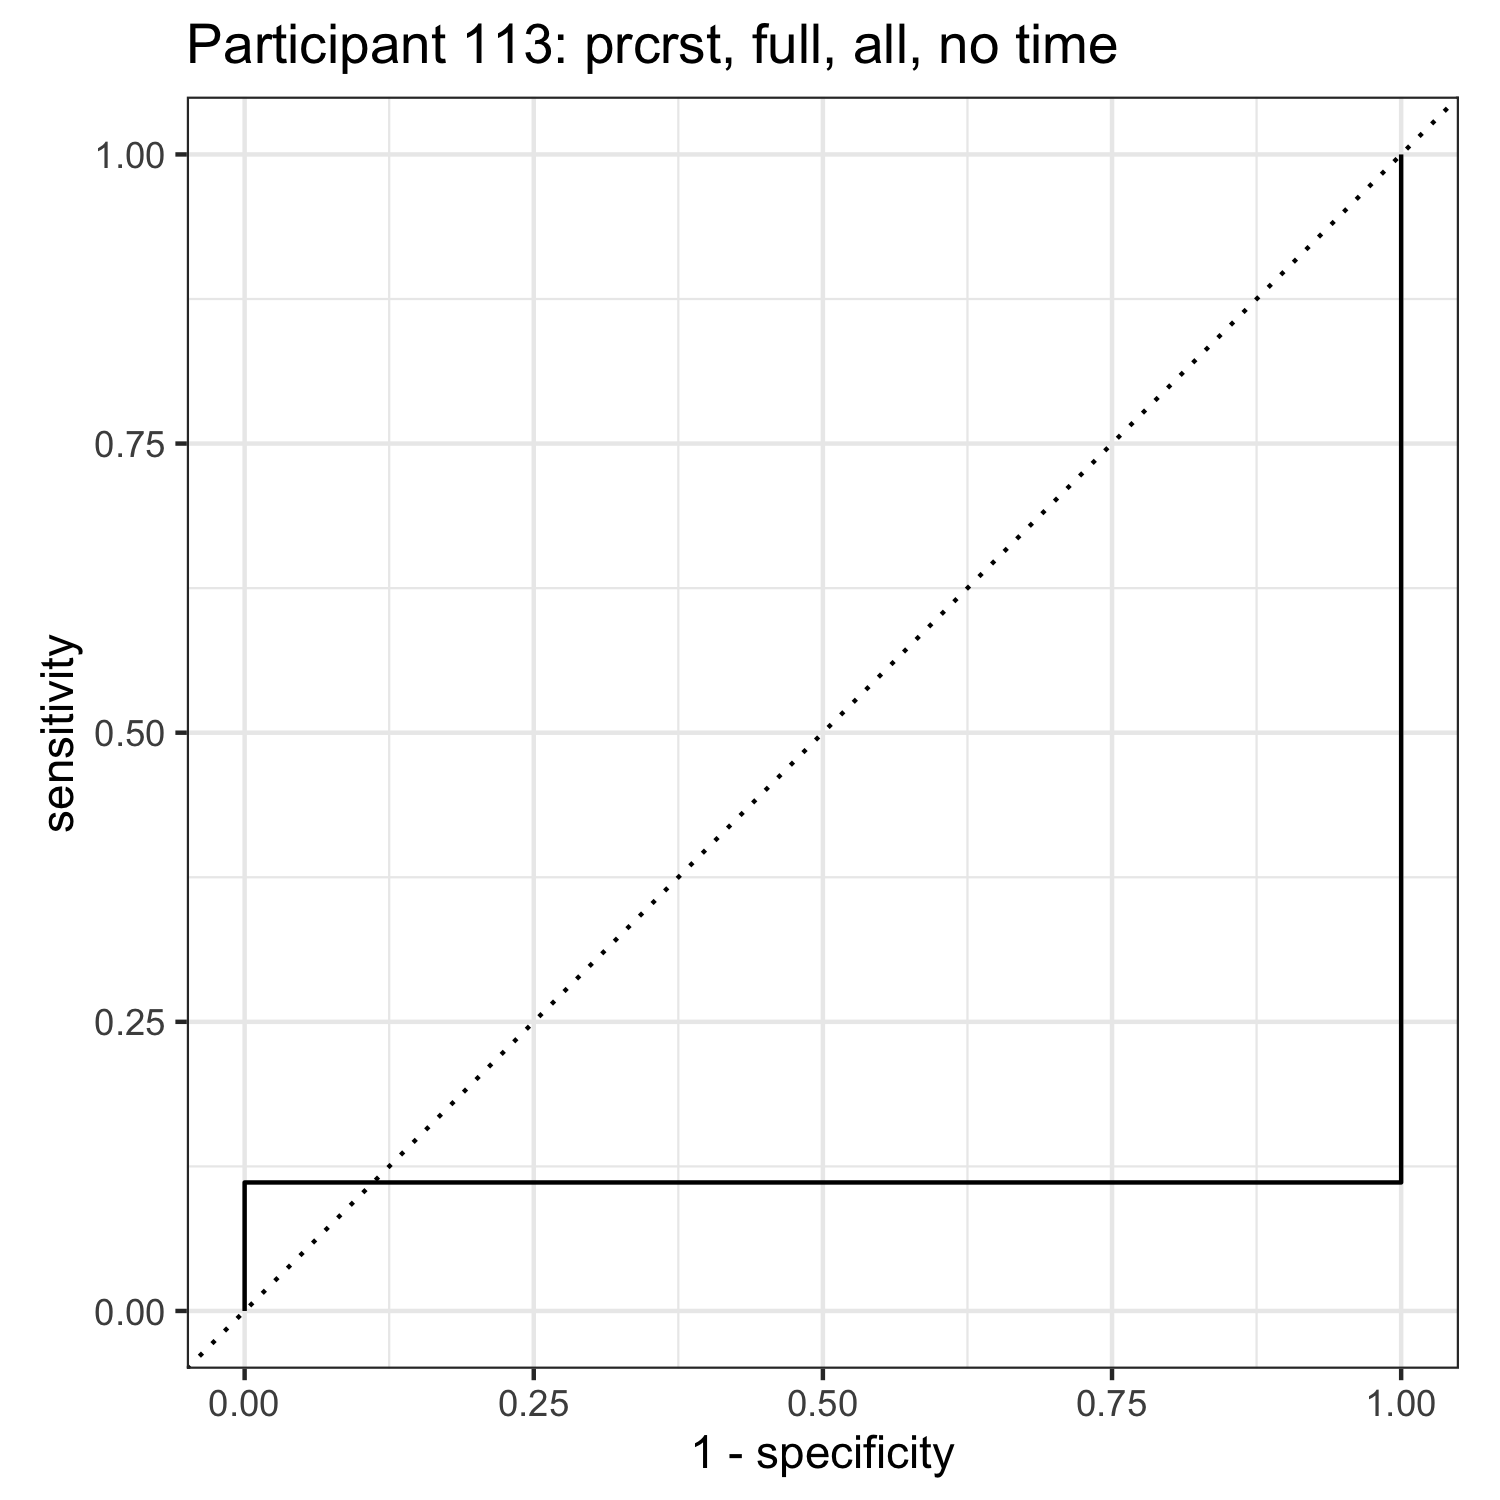 Participant 113: prcrst, full, all, no time
1.00
0.75
0.50
0.25
0.00
sensitivity
0.00 0.25 0.50 0.75 1.00
1 - specificity